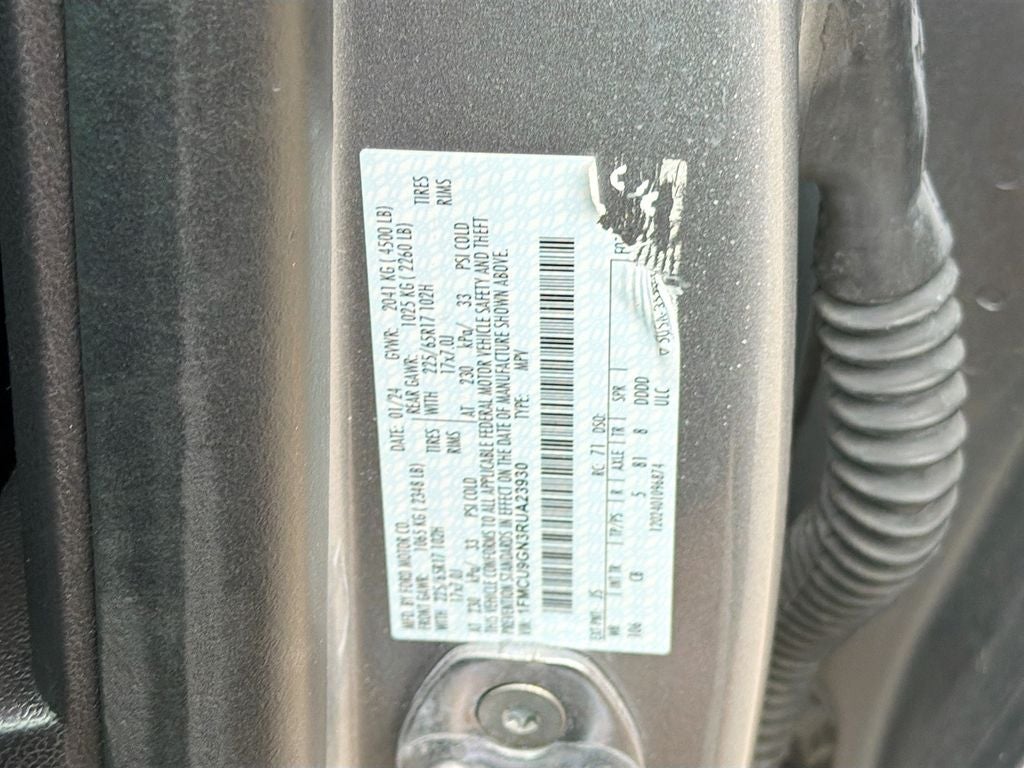 MFD. BY FORD MOTOR CO. DATE: 01/24 GVWR: 2041 KG ( 4500 LB)
FRONT GAWR: 1065 KG ( 2348 LB) REAR GAWR: 1025 KG ( 2260 LB)
WITH 225/65R17 102H TIRES WITH 225/65R17 102H TIRES
17x7.0J RIMS 17x7.0J RIMS
AT 230 kPa/ 33 PSI COLD AT 230 kPa/ 33 PSI COLD
THIS VEHICLE CONFORMS TO ALL APPLICABLE FEDERAL MOTOR VEHICLE SAFETY AND THEFT
PREVENTION STANDARDS IN EFFECT ON THE DATE OF MANUFACTURE SHOWN ABOVE.
VIN: 1FMCU9GN3RUA23930 TYPE: MPV
EXT PNT: JS RC: 71 DSO:
WB INT TR TP/PS R AXLE TR SPR
106 CB 5 81 8 DDD
1202401096874 ULC